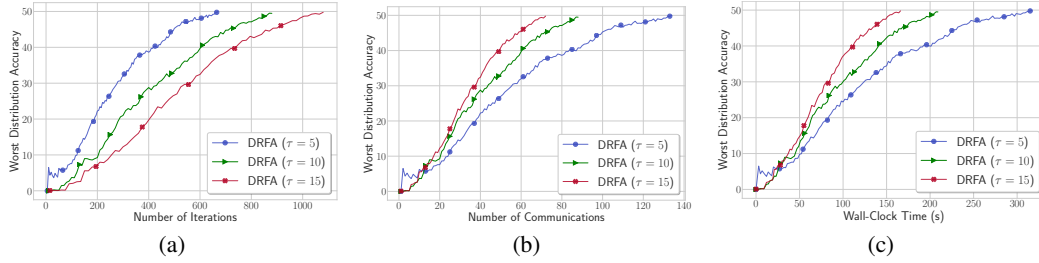 50
40
30
20
10
0
Worst Distribution Accuracy
0 200 400 600 800 1000
Number of Iterations
DRFA (τ = 5)
DRFA (τ = 10)
DRFA (τ = 15)
(a)
50
40
30
20
10
0
Worst Distribution Accuracy
0 20 40 60 80 100 120 140
Number of Communications
DRFA (τ = 5)
DRFA (τ = 10)
DRFA (τ = 15)
(b)
50
40
30
20
10
0
Worst Distribution Accuracy
0 50 100 150 200 250 300
Wall-Clock Time (s)
DRFA (τ = 5)
DRFA (τ = 10)
DRFA (τ = 15)
(c)